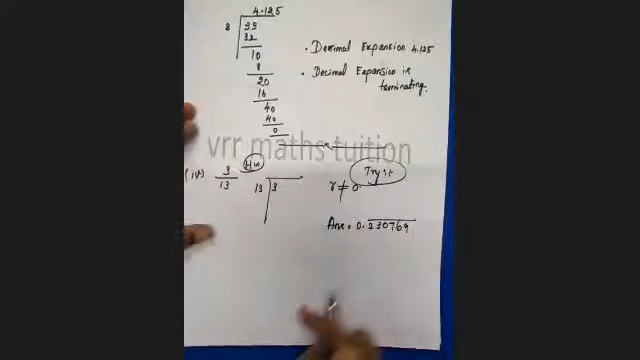 4.125
8 33
32
10
8
20
16
40
40
0
. Decimal Expansion 4.125
. Decimal Expansion is
terminating.
vrr maths tuition
(iv) 3/13 H.W
13 3
Try it
r ≠ 0.
Ans = 0.230769